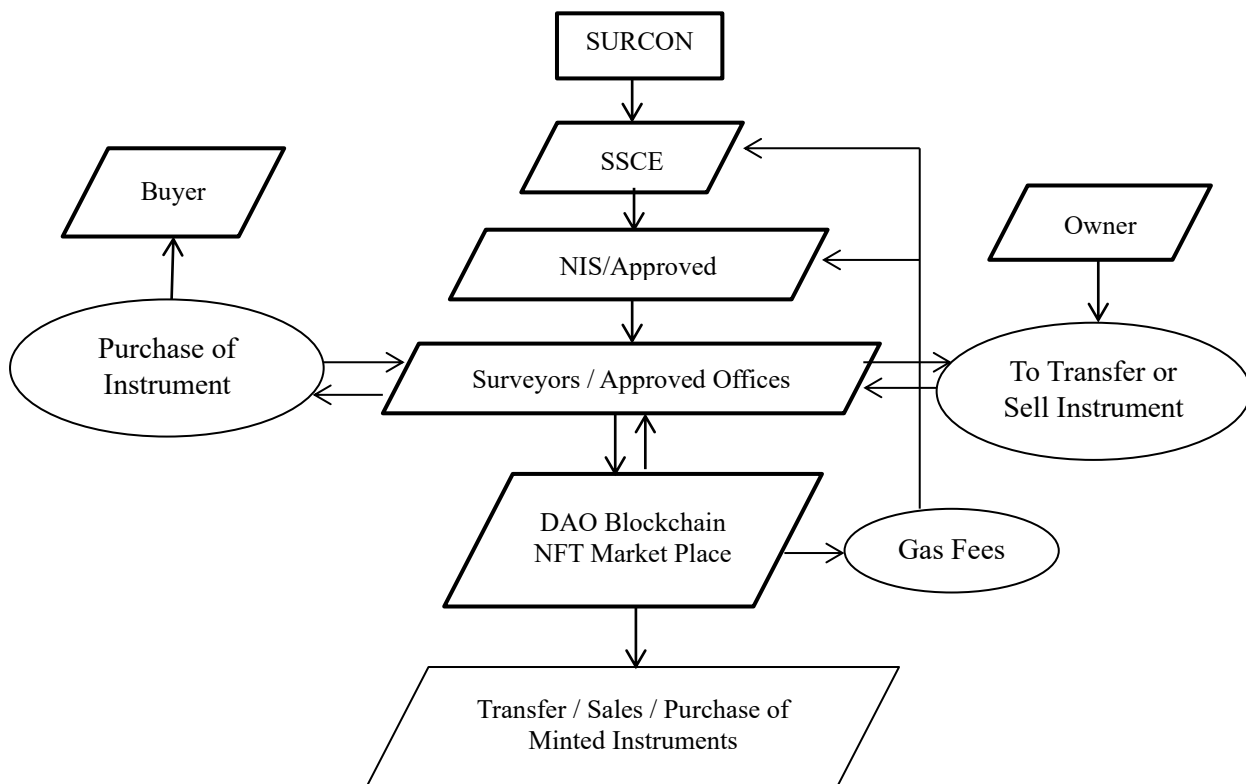 SURCON
SSCE
Buyer
Owner
NIS/Approved
Purchase of
Instrument
Surveyors / Approved Offices
To Transfer or
Sell Instrument
DAO Blockchain
NFT Market Place
Gas Fees
Transfer / Sales / Purchase of
Minted Instruments